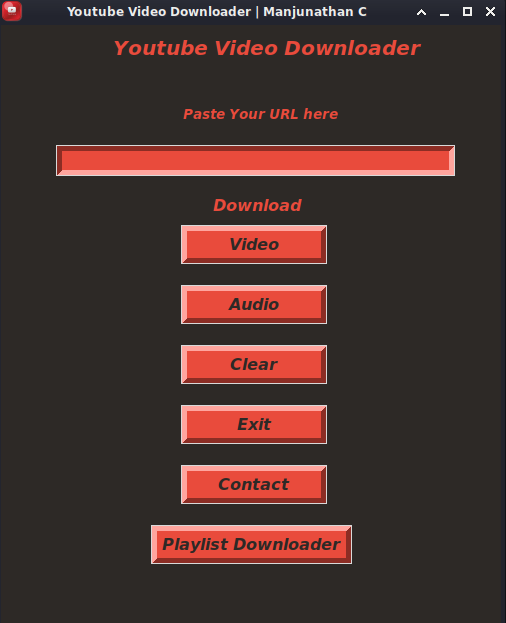 Youtube Video Downloader | Manjunathan C
Youtube Video Downloader
Paste Your URL here
Download
Video
Audio
Clear
Exit
Contact
Playlist Downloader